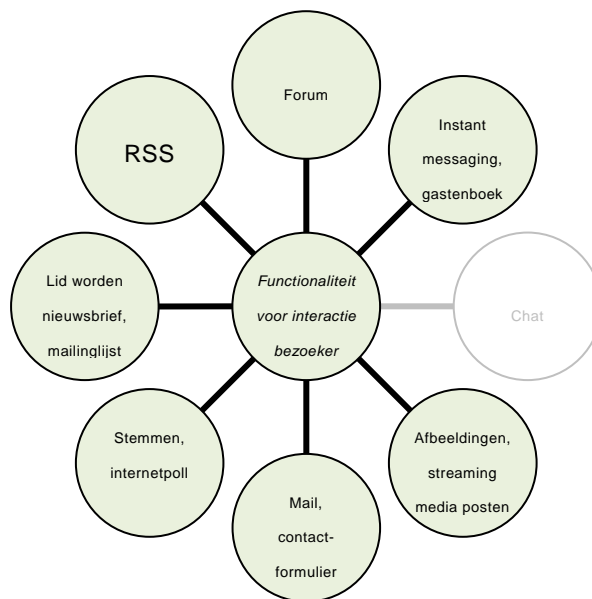 Forum
Instant
messaging,
gastenboek
RSS
Lid worden
nieuwsbrief,
mailinglijst
Functionaliteit
voor interactie
bezoeker
Chat
Stemmen,
internetpoll
Afbeeldingen,
streaming
media posten
Mail,
contact-
formulier